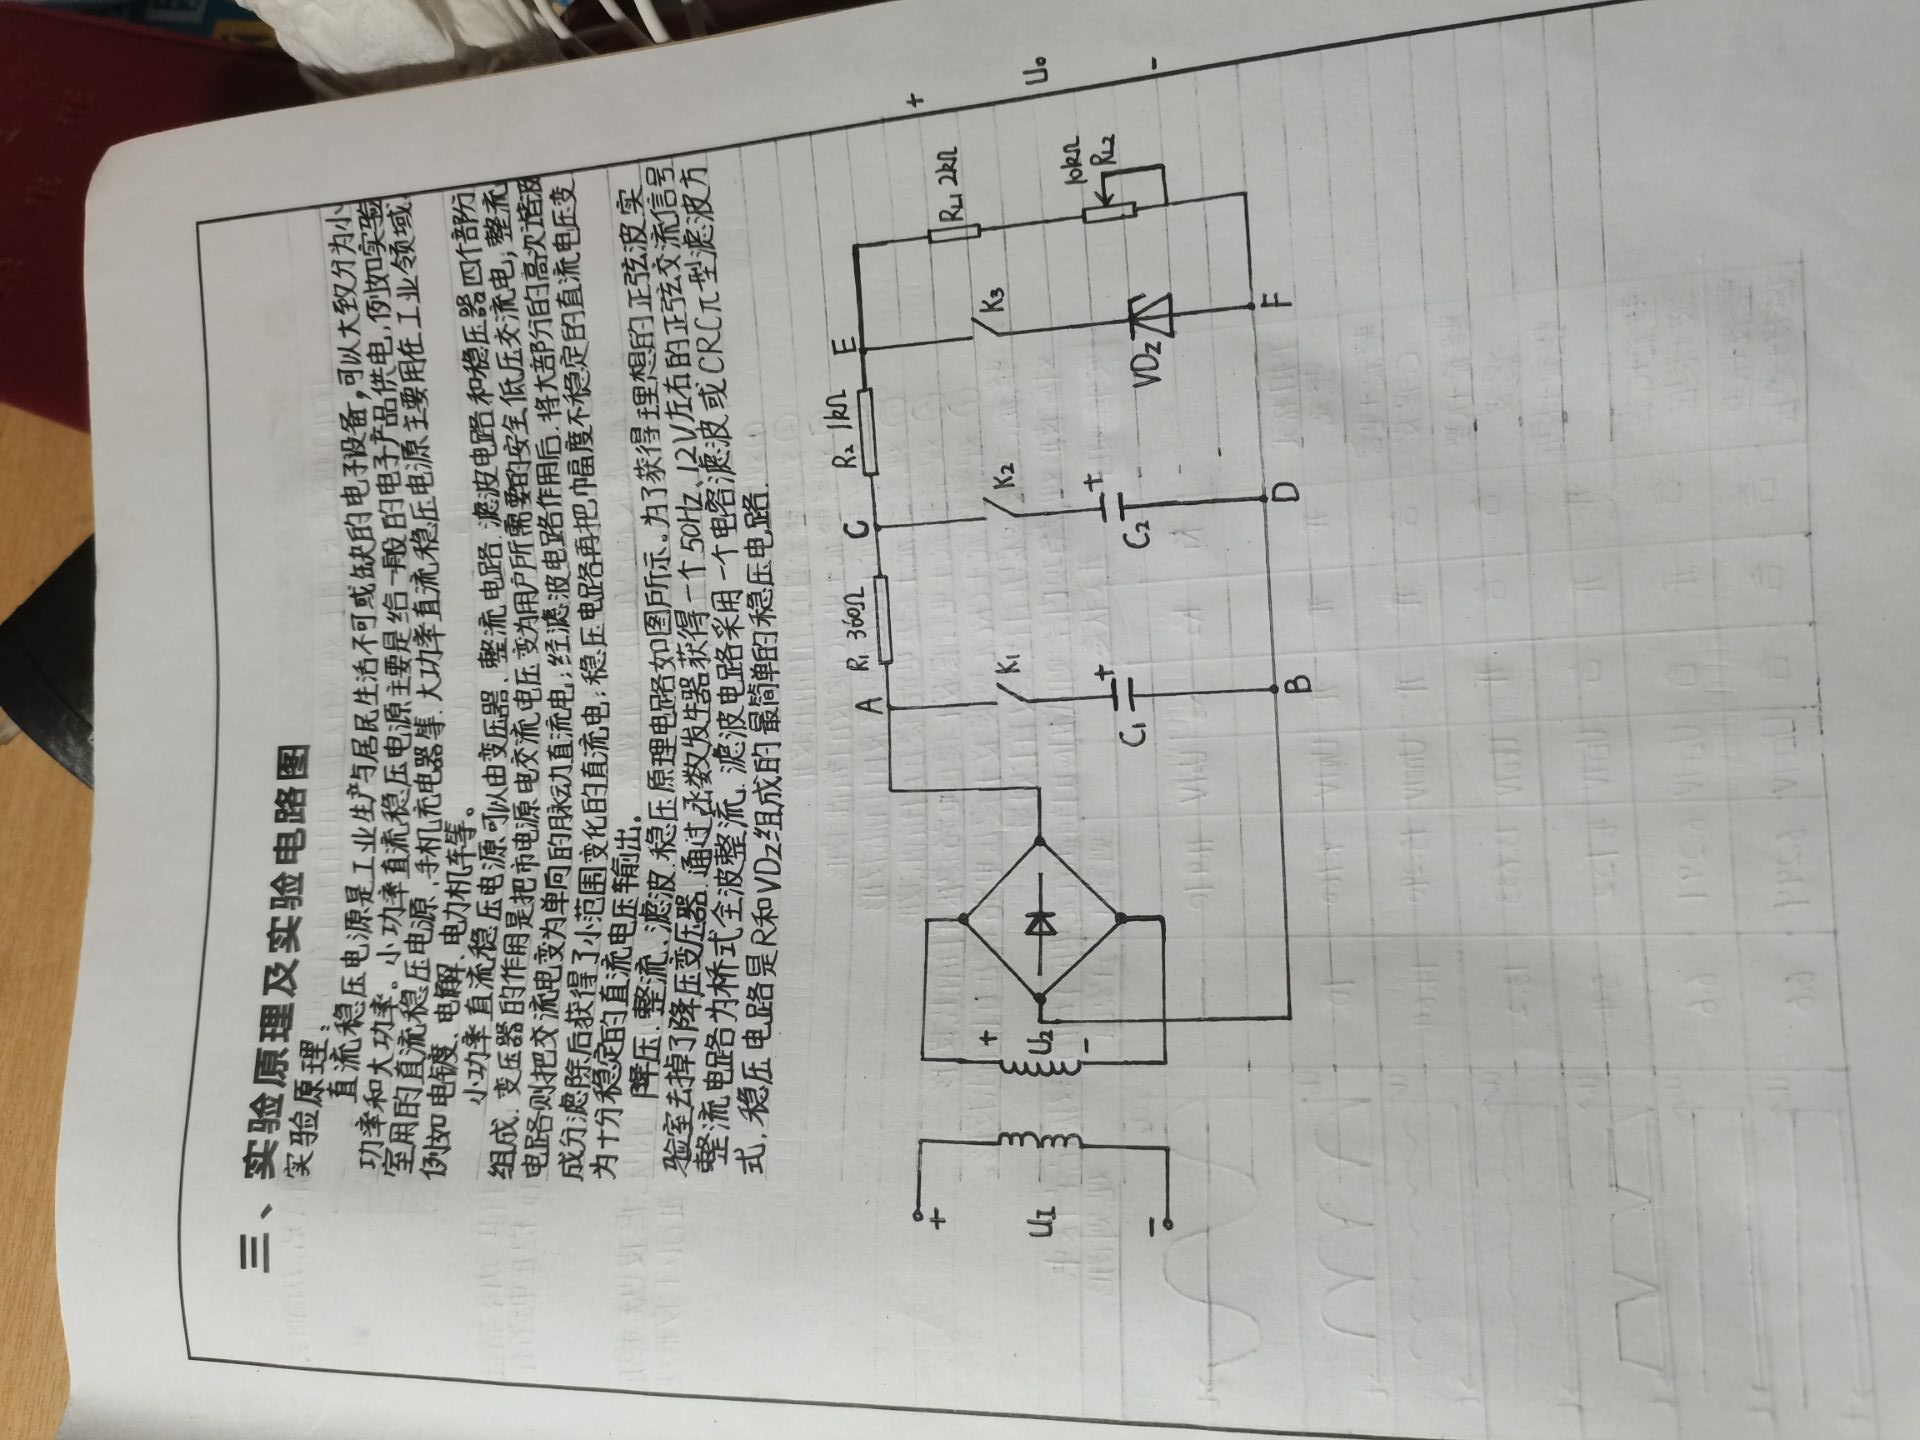 三、实验原理及实验电路图
实验原理:
直流稳压电源是工业生产与居民生活不可或缺的电子设备,可以大致分为小
功率和大功率。小功率直流稳压电源主要是给一般的电子产品供电,例如实验
室用的直流稳压电源、手机充电器等.大功率直流稳压电源主要用在工业领域,
例如电镀、电解、电力机车等。
小功率直流稳压电源可以由变压器、整流电路、滤波电路和稳压器四个部分
组成.变压器的作用是把市电源电交流电压变为用户所需要的安全低压交流电;整流
电路则把交流电变为单向的脉动直流电;经滤波电路作用后.将大部分的高次谐波
成分滤除后获得了小范围变化的直流电;稳压电路再把幅度不稳定的直流电压变
为十分稳定的直流电压输出。
降压、整流、滤波、稳压原理电路如图所示。为了获得理想的正弦波实
验室去掉了降压变压器.通过函数发生器获得一个50Hz、12V左右的正弦交流信号
整流电路为桥式全波整流.滤波电路采用一个电容滤波或CRCπ型滤波方
式.稳压电路是R和VDz组成的最简单的稳压电路.
A R₁ 360Ω C R₂ 1kΩ E
+ +
+ RL1 2kΩ
K₁ K₂ K₃
UI U₂ U₀
- 10kΩ
+ + RL2
C₁ C₂ VDz
- -
B D F